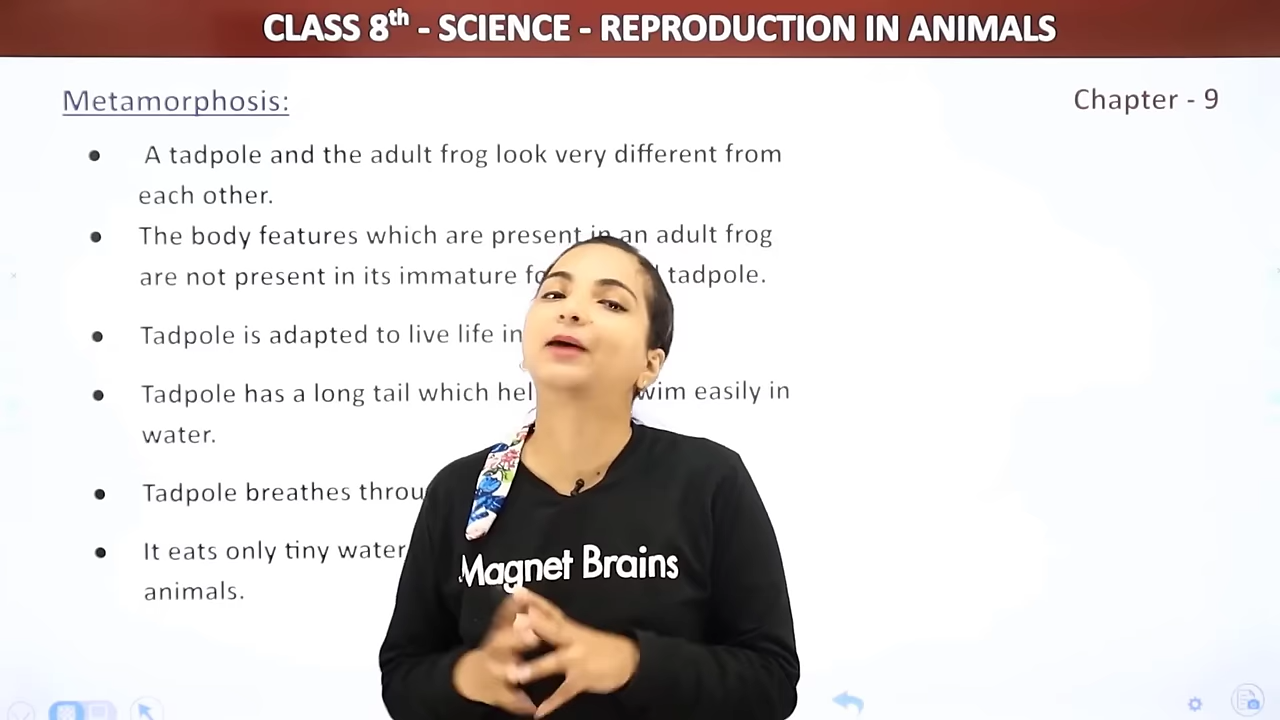 CLASS 8th - SCIENCE - REPRODUCTION IN ANIMALS
Metamorphosis:
Chapter - 9
• A tadpole and the adult frog look very different from
each other.
• The body features which are present in an adult frog
are not present in its immature tadpole.
• Tadpole is adapted to live life in
• Tadpole has a long tail which swim easily in
water.
• Tadpole breathes
• It eats only tiny water
animals.
Magnet Brains